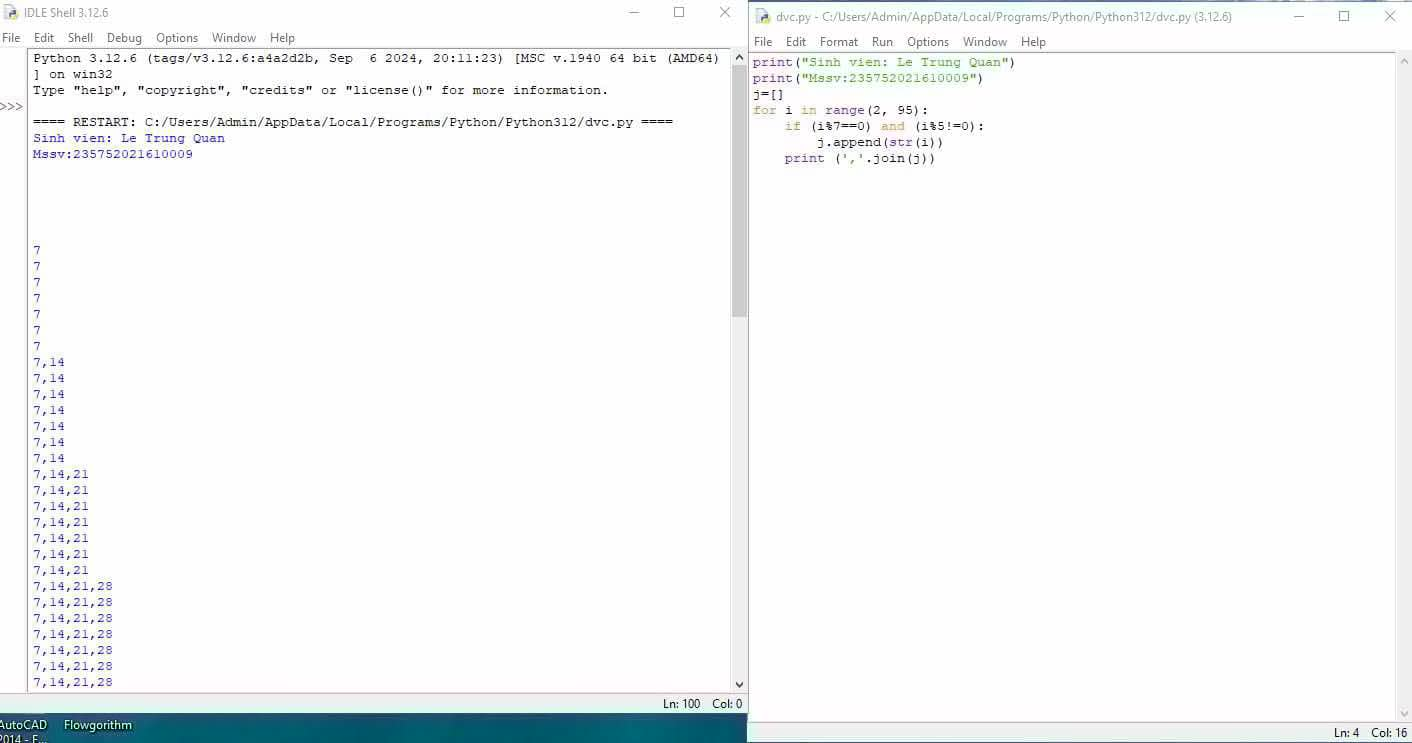 IDLE Shell 3.12.6
File Edit Shell Debug Options Window Help
Python 3.12.6 (tags/v3.12.6:a4a2d2b, Sep  6 2024, 20:11:23) [MSC v.1940 64 bit (AMD64)
] on win32
Type "help", "copyright", "credits" or "license()" for more information.
>>>
==== RESTART: C:/Users/Admin/AppData/Local/Programs/Python/Python312/dvc.py ====
Sinh vien: Le Trung Quan
Mssv:235752021610009
7
7
7
7
7
7
7
7,14
7,14
7,14
7,14
7,14
7,14
7,14
7,14,21
7,14,21
7,14,21
7,14,21
7,14,21
7,14,21
7,14,21
7,14,21,28
7,14,21,28
7,14,21,28
7,14,21,28
7,14,21,28
7,14,21,28
7,14,21,28
Ln: 100 Col: 0
AutoCAD Flowgorithm
2014 - F...
dvc.py - C:/Users/Admin/AppData/Local/Programs/Python/Python312/dvc.py (3.12.6)
File Edit Format Run Options Window Help
print("Sinh vien: Le Trung Quan")
print("Mssv:235752021610009")
j=[]
for i in range(2, 95):
    if (i%7==0) and (i%5!=0):
        j.append(str(i))
    print (','.join(j))
Ln: 4 Col: 16